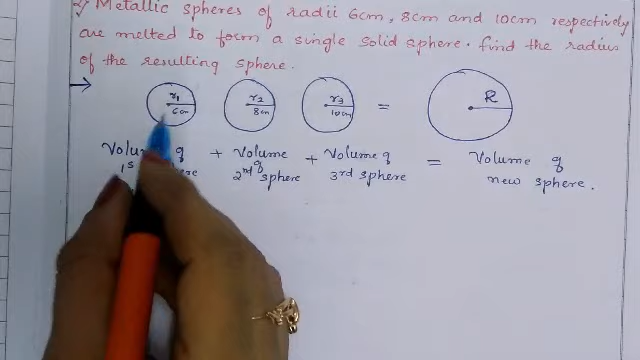 2) Metallic spheres of radii 6cm, 8cm and 10cm respectively
are melted to form a single solid sphere. find the radius
of the resulting sphere.
→
r1 6cm r2 8cm r3 10cm = R
+ Volume of + Volume of = Volume of
1s 2nd sphere 3rd sphere new sphere.